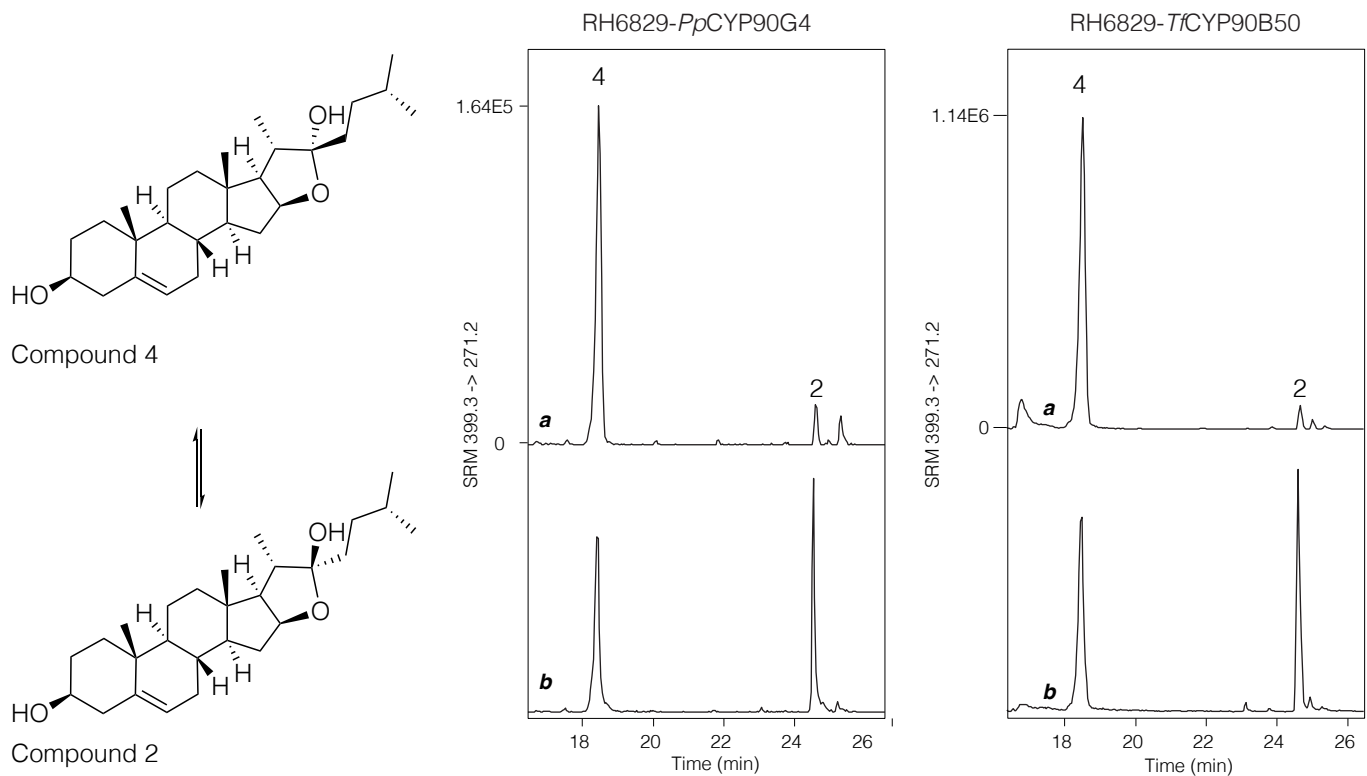 RH6829-PpCYP90G4
RH6829-TfCYP90B50
OH
H
H
O
H
H
HO
Compound 4
OH
H
H
O
H
H
HO
Compound 2
4
1.64E5
SRM 399.3 -> 271.2
2
a
0
b
18
20
22
24
26
Time (min)
4
1.14E6
SRM 399.3 -> 271.2
2
a
0
b
18
20
22
24
26
Time (min)